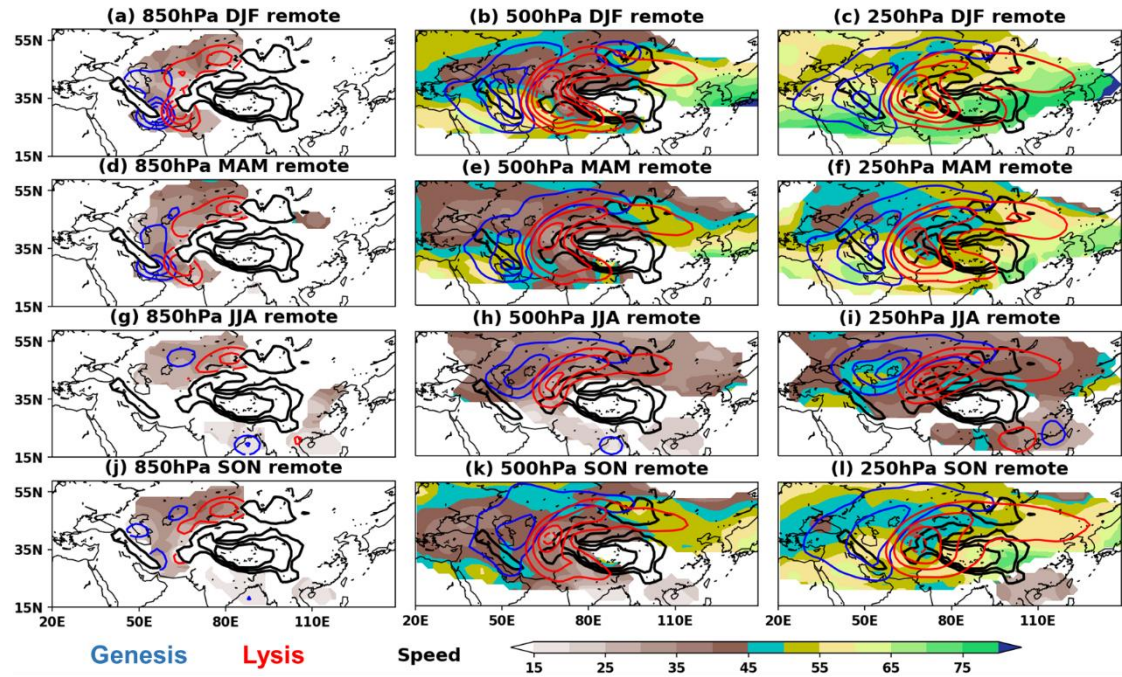 (a) 850hPa DJF remote (b) 500hPa DJF remote (c) 250hPa DJF remote
55N
35N
15N
(d) 850hPa MAM remote (e) 500hPa MAM remote (f) 250hPa MAM remote
55N
35N
15N
(g) 850hPa JJA remote (h) 500hPa JJA remote (i) 250hPa JJA remote
55N
35N
15N
(j) 850hPa SON remote (k) 500hPa SON remote (l) 250hPa SON remote
55N
35N
15N
20E 50E 80E 110E 20E 50E 80E 110E 20E 50E 80E 110E
Genesis Lysis Speed
15 25 35 45 55 65 75